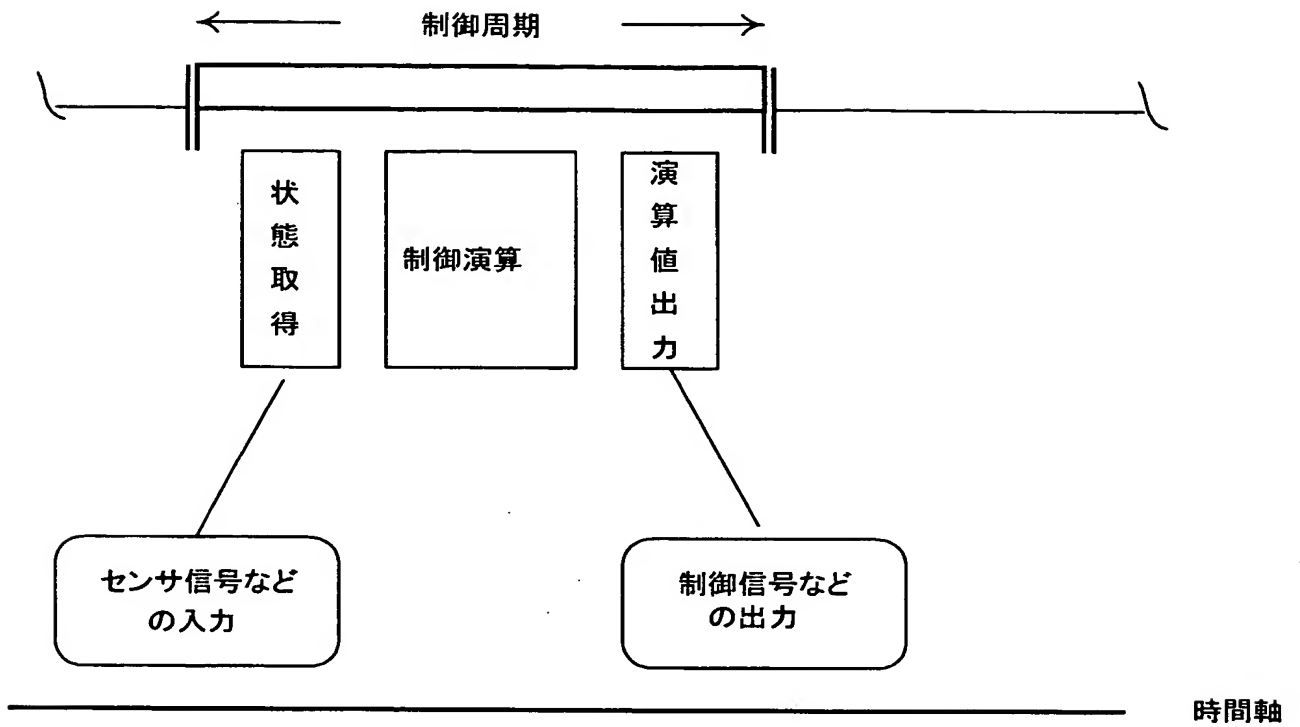 制御周期
状態取得
制御演算
演算値出力
センサ信号など
の入力
制御信号など
の出力
時間軸